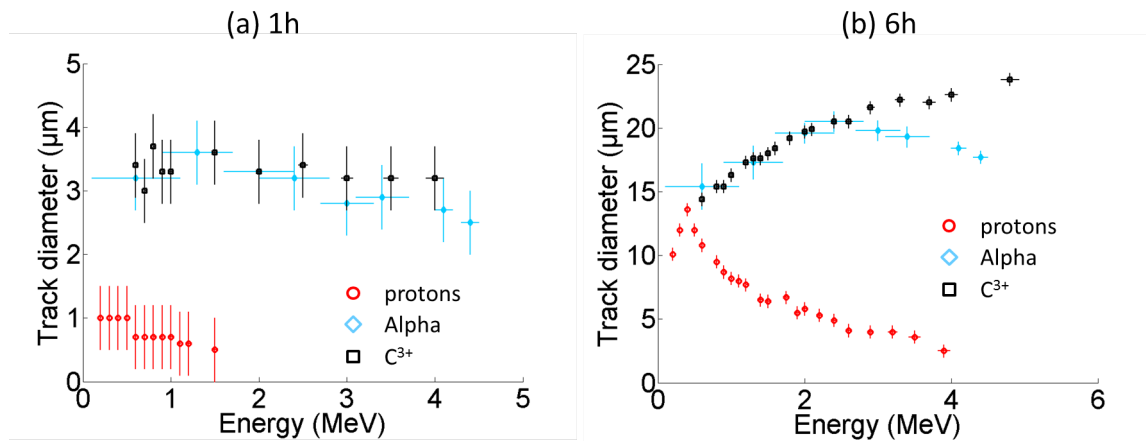 (a) 1h
Track diameter (μm)
5
4
3
2
1
0
0 1 2 3 4 5
Energy (MeV)
protons
Alpha
C³⁺
(b) 6h
Track diameter (μm)
25
20
15
10
5
0
0 2 4 6
Energy (MeV)
protons
Alpha
C³⁺